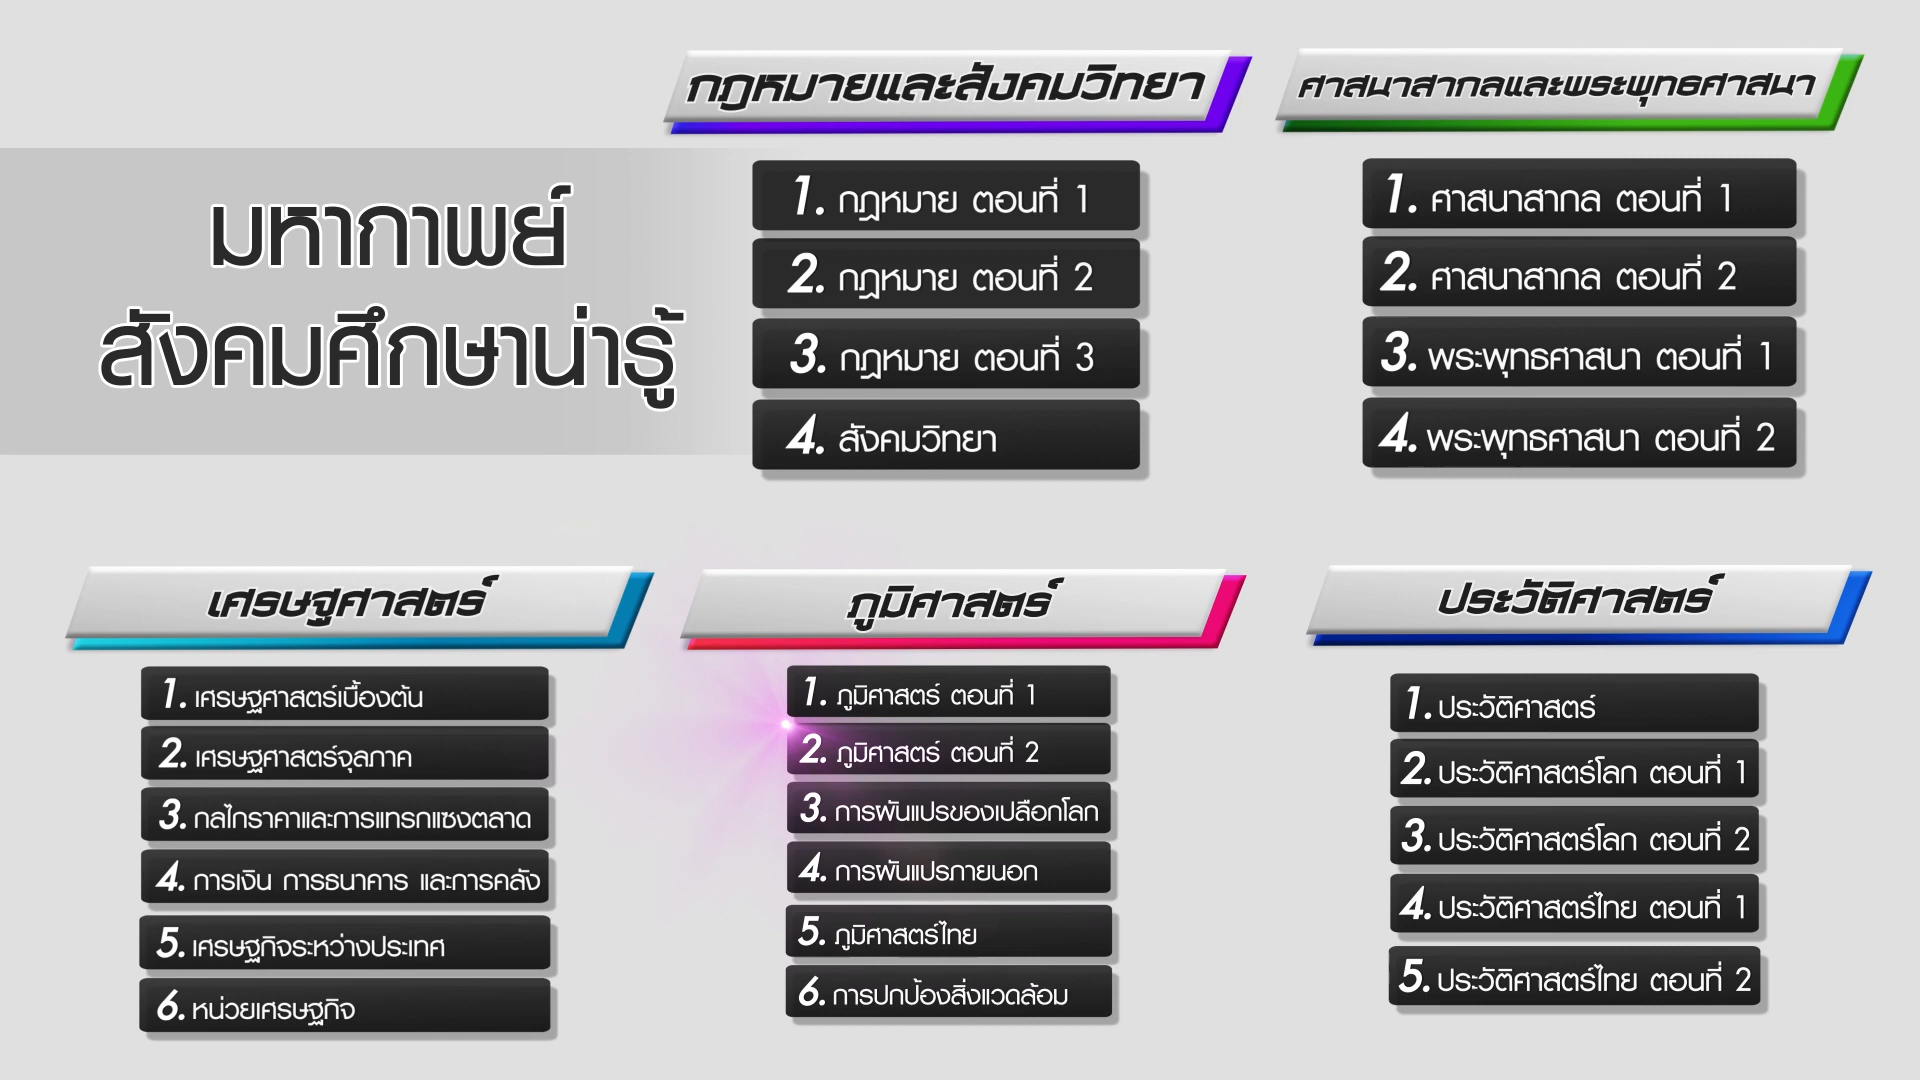 มหากาพย์
สังคมศึกษาน่ารู้
กฎหมายและสังคมวิทยา
1. กฎหมาย ตอนที่ 1
2. กฎหมาย ตอนที่ 2
3. กฎหมาย ตอนที่ 3
4. สังคมวิทยา
ศาสนาสากลและพระพุทธศาสนา
1. ศาสนาสากล ตอนที่ 1
2. ศาสนาสากล ตอนที่ 2
3. พระพุทธศาสนา ตอนที่ 1
4. พระพุทธศาสนา ตอนที่ 2
เศรษฐศาสตร์
1. เศรษฐศาสตร์เบื้องต้น
2. เศรษฐศาสตร์จุลภาค
3. กลไกราคาและการแทรกแซงตลาด
4. การเงิน การธนาคาร และการคลัง
5. เศรษฐกิจระหว่างประเทศ
6. หน่วยเศรษฐกิจ
ภูมิศาสตร์
1. ภูมิศาสตร์ ตอนที่ 1
2. ภูมิศาสตร์ ตอนที่ 2
3. การผันแปรของเปลือกโลก
4. การผันแปรภายนอก
5. ภูมิศาสตร์ไทย
6. การปกป้องสิ่งแวดล้อม
ประวัติศาสตร์
1. ประวัติศาสตร์
2. ประวัติศาสตร์โลก ตอนที่ 1
3. ประวัติศาสตร์โลก ตอนที่ 2
4. ประวัติศาสตร์ไทย ตอนที่ 1
5. ประวัติศาสตร์ไทย ตอนที่ 2